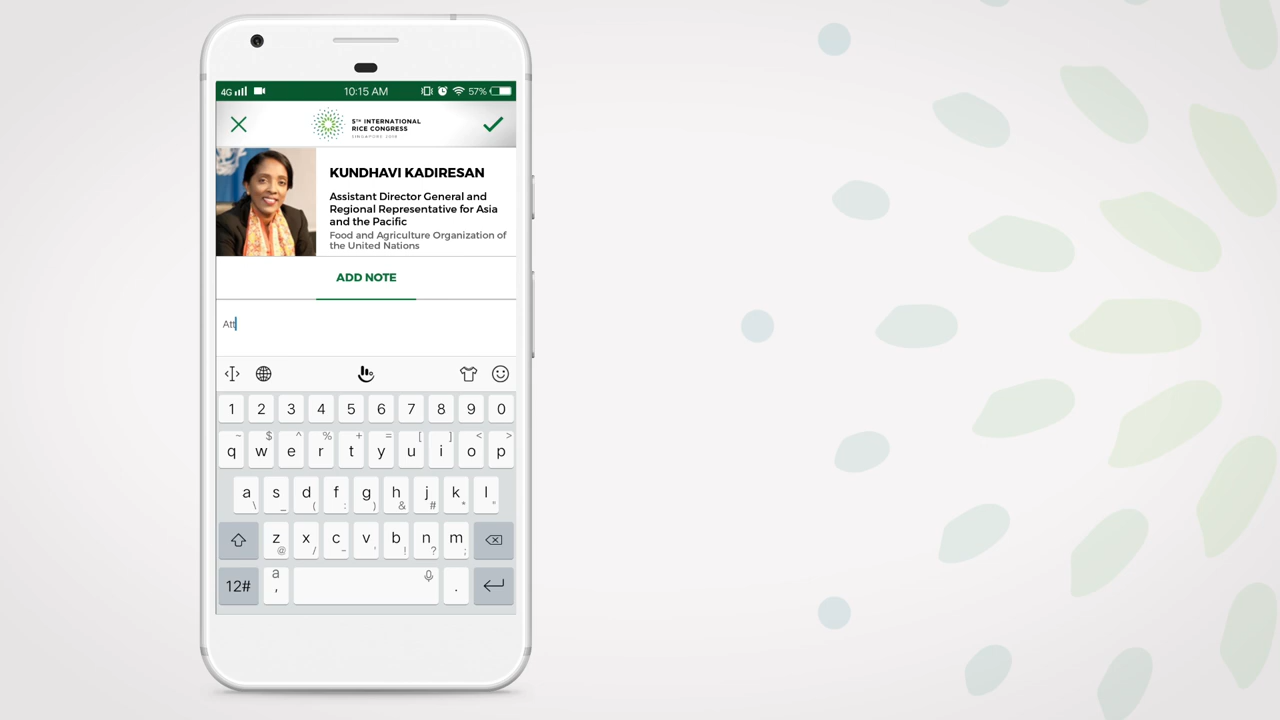 4G 10:15 AM 57%
5TH INTERNATIONAL
RICE CONGRESS
SINGAPORE 2018
KUNDHAVI KADIRESAN
Assistant Director General and
Regional Representative for Asia
and the Pacific
Food and Agriculture Organization of
the United Nations
ADD NOTE
Att
1 2 3 4 5 6 7 8 9 0
~ $ ^ % + = [ ] < >
q w e r t y u i o p
a s d f g h j k l
\ _ ( : ) & # * "
z x c v b n m
@ / - ' ! ? ;
12# a , .